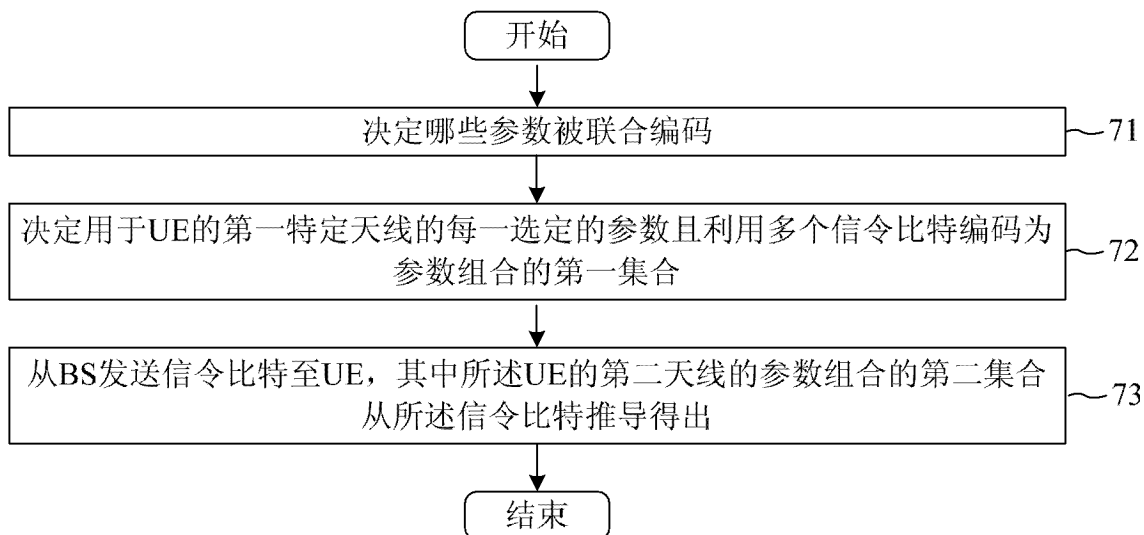 开始
决定哪些参数被联合编码
71
决定用于UE的第一特定天线的每一选定的参数且利用多个信令比特编码为
参数组合的第一集合
72
从BS发送信令比特至UE，其中所述UE的第二天线的参数组合的第二集合
从所述信令比特推导得出
73
结束